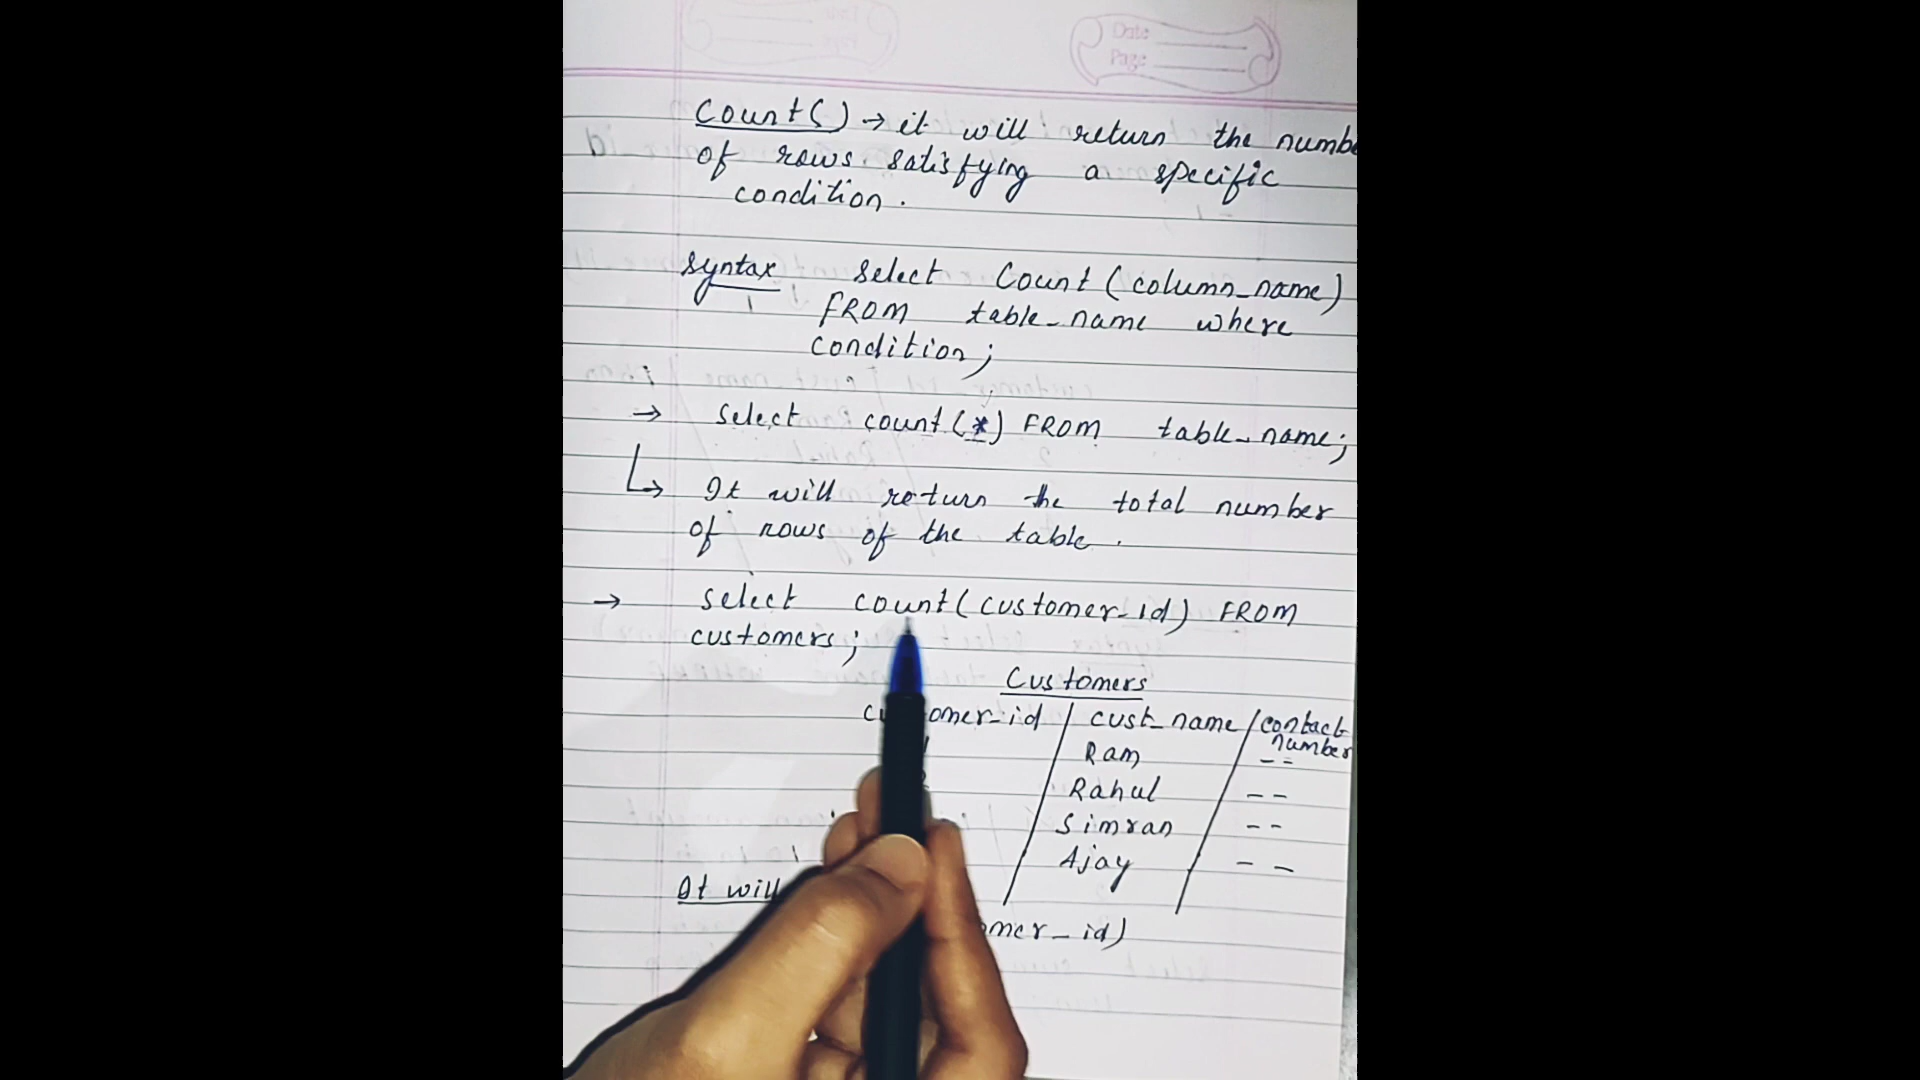 Date
Page
Count() → it will return the numbe
of rows satisfying a specific
condition.
Syntax select Count (column_name)
FROM table_name where
condition;
→ select count(*) FROM table_name;
↳ It will return the total number
of rows of the table.
→ select count(customer_id) FROM
customers;
Customers
omer_id | cust_name | contact number
1 Ram --
2 Rahul --
Simran --
Ajay --
It will
omer_id)